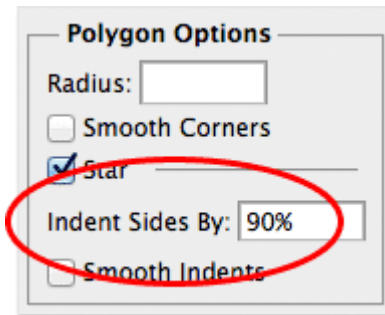 Polygon Options
Radius:
Smooth Corners
Star
Indent Sides By: 90%
Smooth Indents